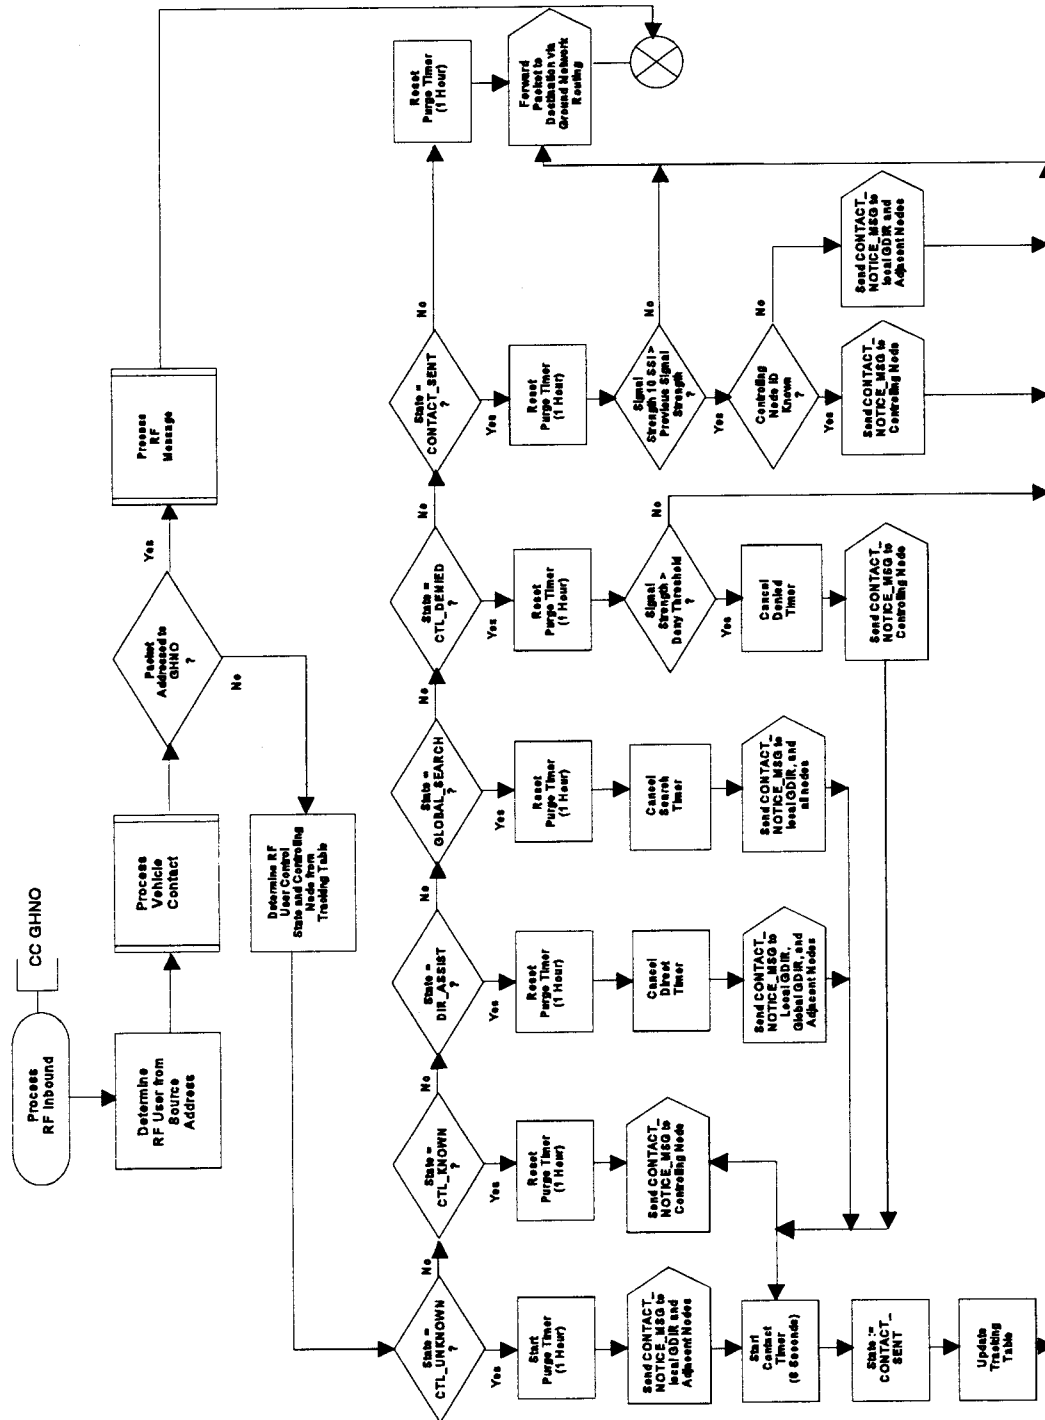 Process
RF Inbound
CC GHNO
Determine
RF User from
Source
Address
Process
Vehicle
Contact
Packet
Addressed to
GHNO
?
Yes
No
Process
RF
Message
Determine RF
User Control
State and Controlling
Node from
Tracking Table
State =
CTL_UNKNOWN
?
No
Yes
State =
CTL_KNOWN
?
No
Yes
State =
DIR_ASSIST
?
No
Yes
State =
GLOBAL_SEARCH
?
No
Yes
State =
CTL_DENIED
?
No
Yes
State =
CONTACT_SENT
?
No
Yes
Reset
Purge Timer
(1 Hour)
Start
Purge Timer
(1 Hour)
Reset
Purge Timer
(1 Hour)
Reset
Purge Timer
(1 Hour)
Reset
Purge Timer
(1 Hour)
Reset
Purge Timer
(1 Hour)
Reset
Purge Timer
(1 Hour)
Forward
Packet to
Destination via
Ground Network
Routing
Send CONTACT_
NOTICE_MSG to
local GDIR and
Adjacent Nodes
Send CONTACT_
NOTICE_MSG to
Controlling Node
Cancel
Direct
Timer
Cancel
Search
Timer
Signal
Strength >
Deny Threshold
?
No
Yes
Signal
Strength 10 SSI >
Previous Signal
Strength
?
No
Yes
Start
Contact
Timer
Seconds)
Send CONTACT_
NOTICE_MSG to
Local GDIR,
Global GDIR, and
Adjacent Nodes
Send CONTACT_
NOTICE_MSG to
local GDIR, and
all nodes
Cancel
Denied
Timer
Controlling
Node ID
Known
?
No
Yes
State :=
CONTACT_
SENT
Send CONTACT_
NOTICE_MSG to
Controlling Node
Send CONTACT_
NOTICE_MSG to
Controlling Node
Send CONTACT_
NOTICE_MSG to
local GDIR and
Adjacent Nodes
Update
Tracking
Table